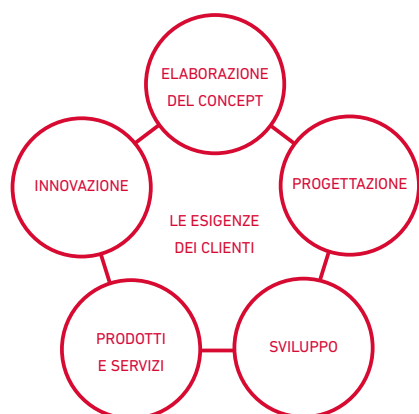 ELABORAZIONE
DEL CONCEPT
INNOVAZIONE
PROGETTAZIONE
LE ESIGENZE
DEI CLIENTI
PRODOTTI
E SERVIZI
SVILUPPO